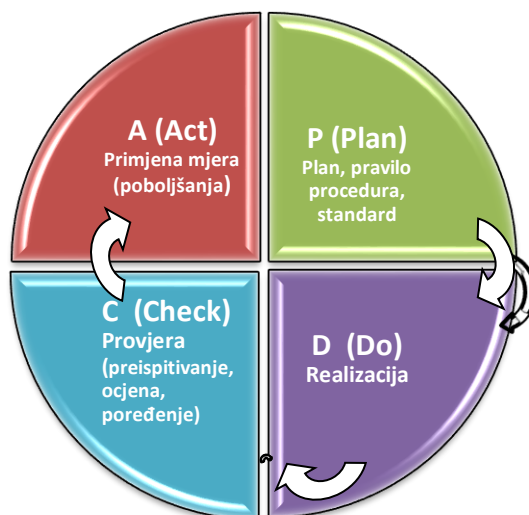 A (Act)
Primjena mjera
(poboljšanja)
P (Plan)
Plan, pravilo
procedura,
standard
C (Check)
Provjera
(preispitivanje,
ocjena,
poređenje)
D (Do)
Realizacija